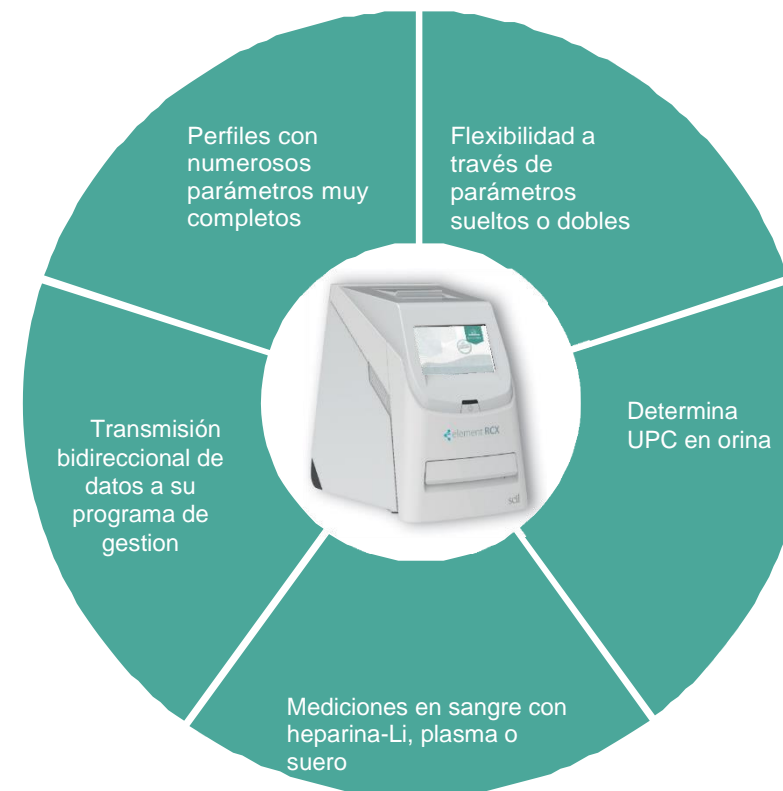 Perfiles con
numerosos
parámetros muy
completos
Flexibilidad a
través de
parámetros
sueltos o dobles
Determina
UPC en orina
Mediciones en sangre con
heparina-Li, plasma o
suero
Transmisión
bidireccional de
datos a su
programa de
gestion
element RCX
scil